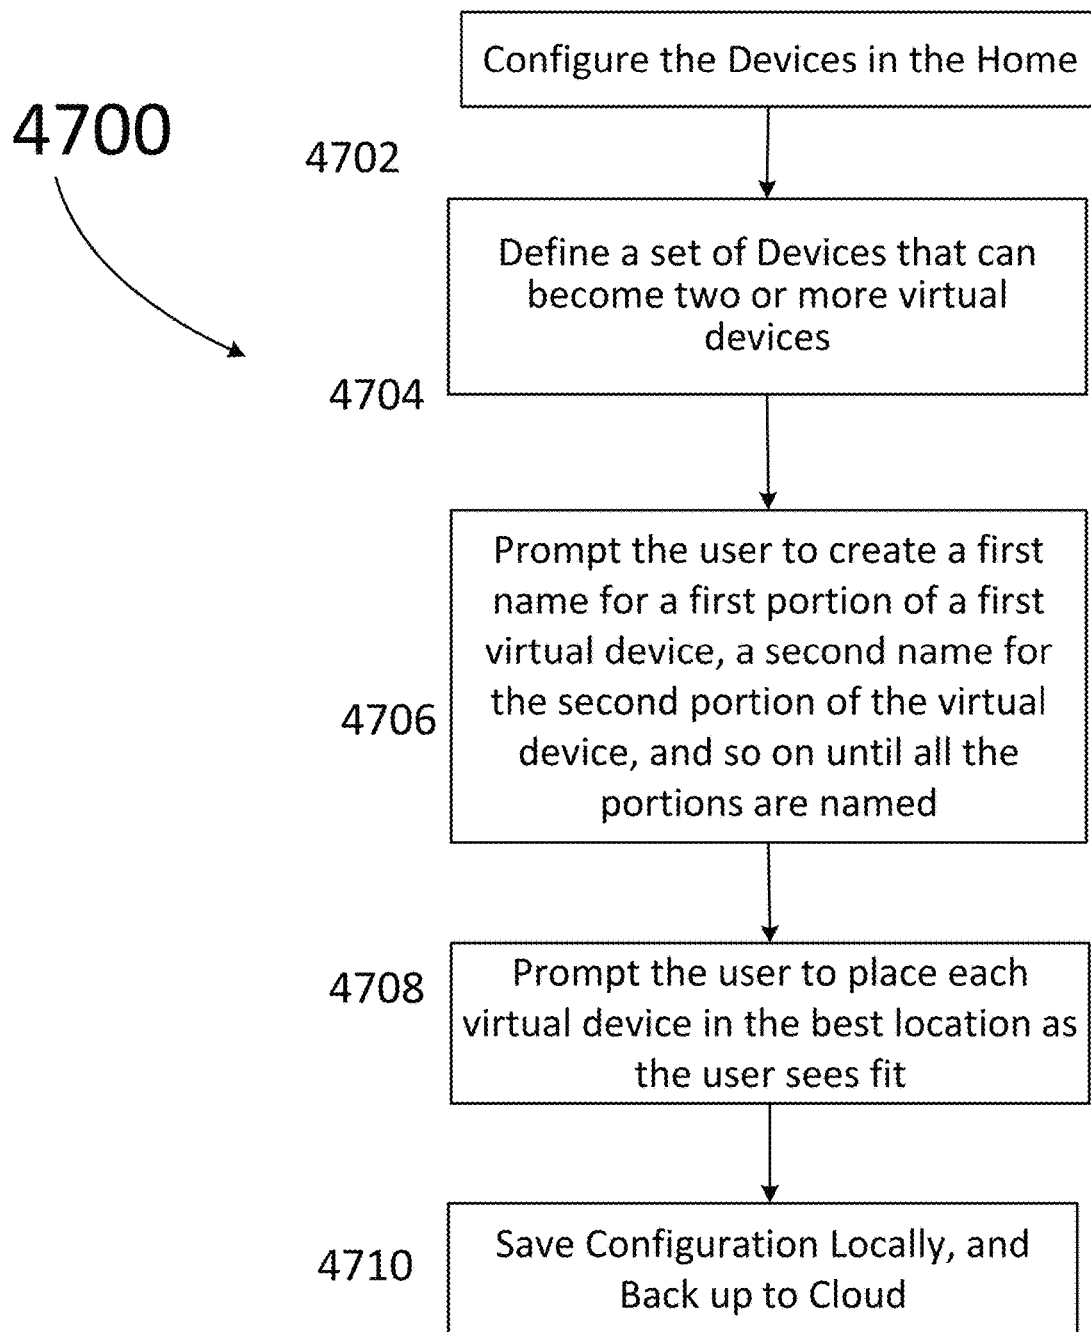 Configure the Devices in the Home
4700
4702
Define a set of Devices that can
become two or more virtual
devices
4704
Prompt the user to create a first
name for a first portion of a first
virtual device, a second name for
the second portion of the virtual
device, and so on until all the
portions are named
4706
Prompt the user to place each
virtual device in the best location as
the user sees fit
4708
Save Configuration Locally, and
Back up to Cloud
4710